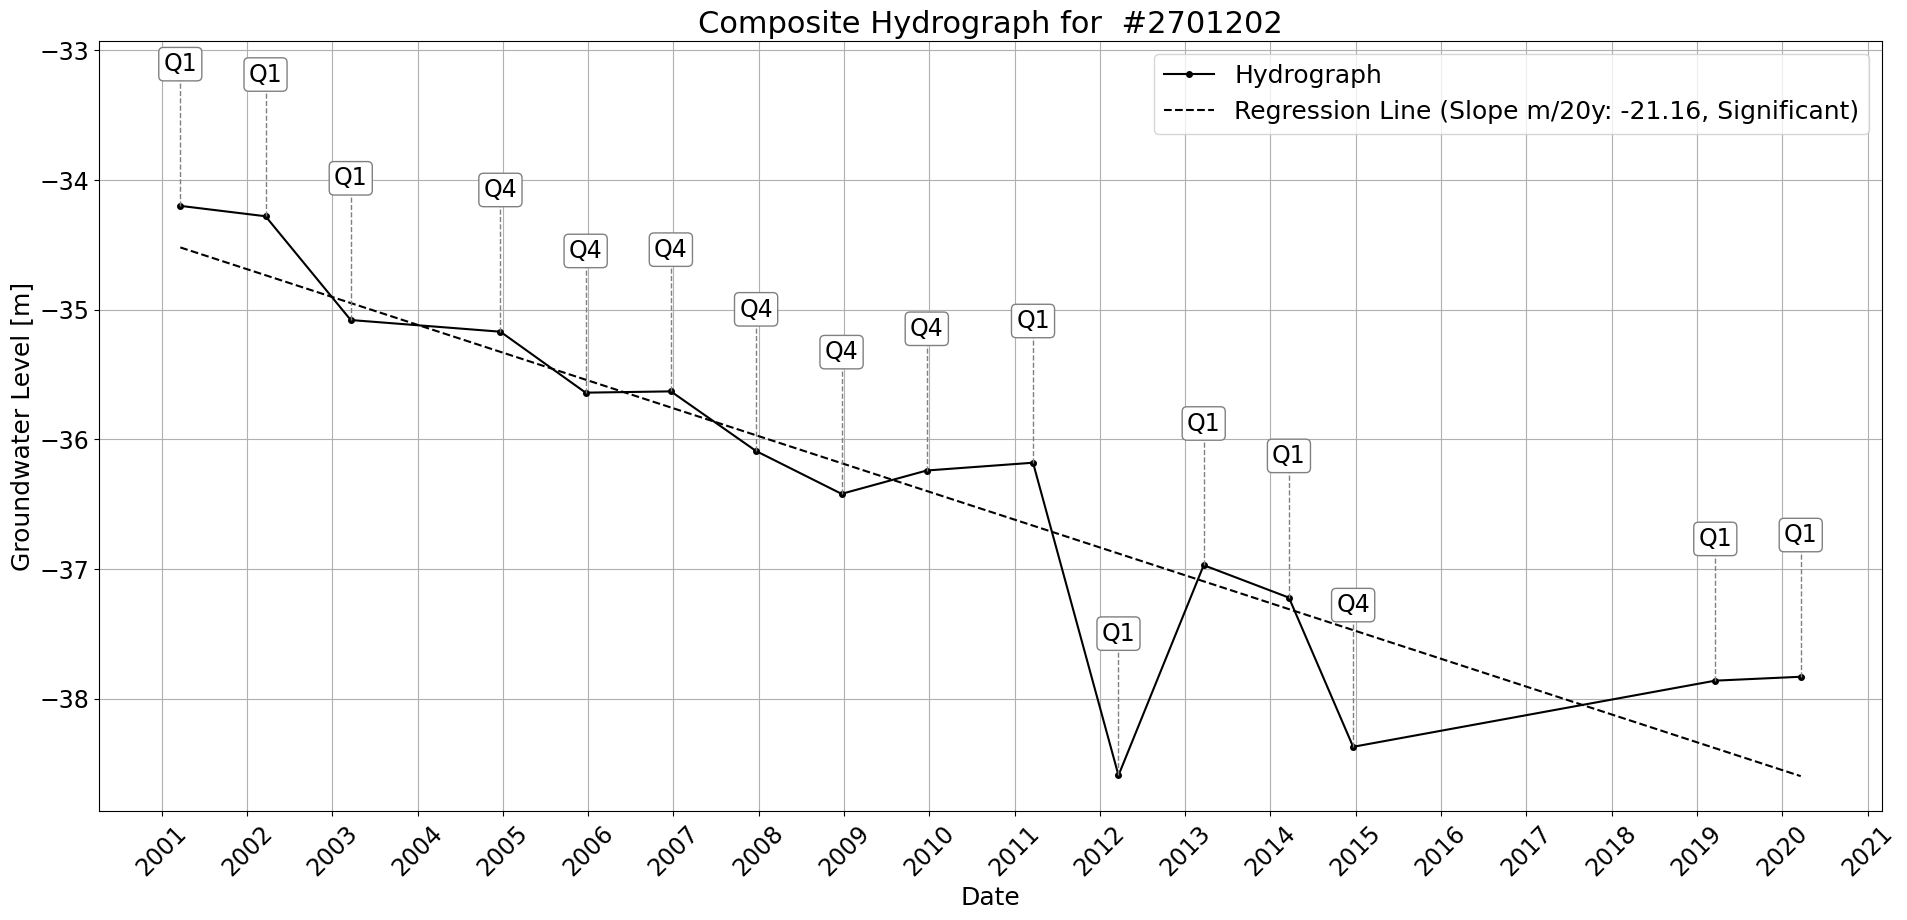 Composite Hydrograph for #2701202
Hydrograph
Regression Line (Slope m/20y: -21.16, Significant)
Groundwater Level [m]
−33
−34
−35
−36
−37
−38
Q1
Q1
Q1
Q4
Q4
Q4
Q4
Q4
Q4
Q1
Q1
Q1
Q1
Q4
Q1
Q1
2001
2002
2003
2004
2005
2006
2007
2008
2009
2010
2011
2012
2013
2014
2015
2016
2017
2018
2019
2020
2021
Date